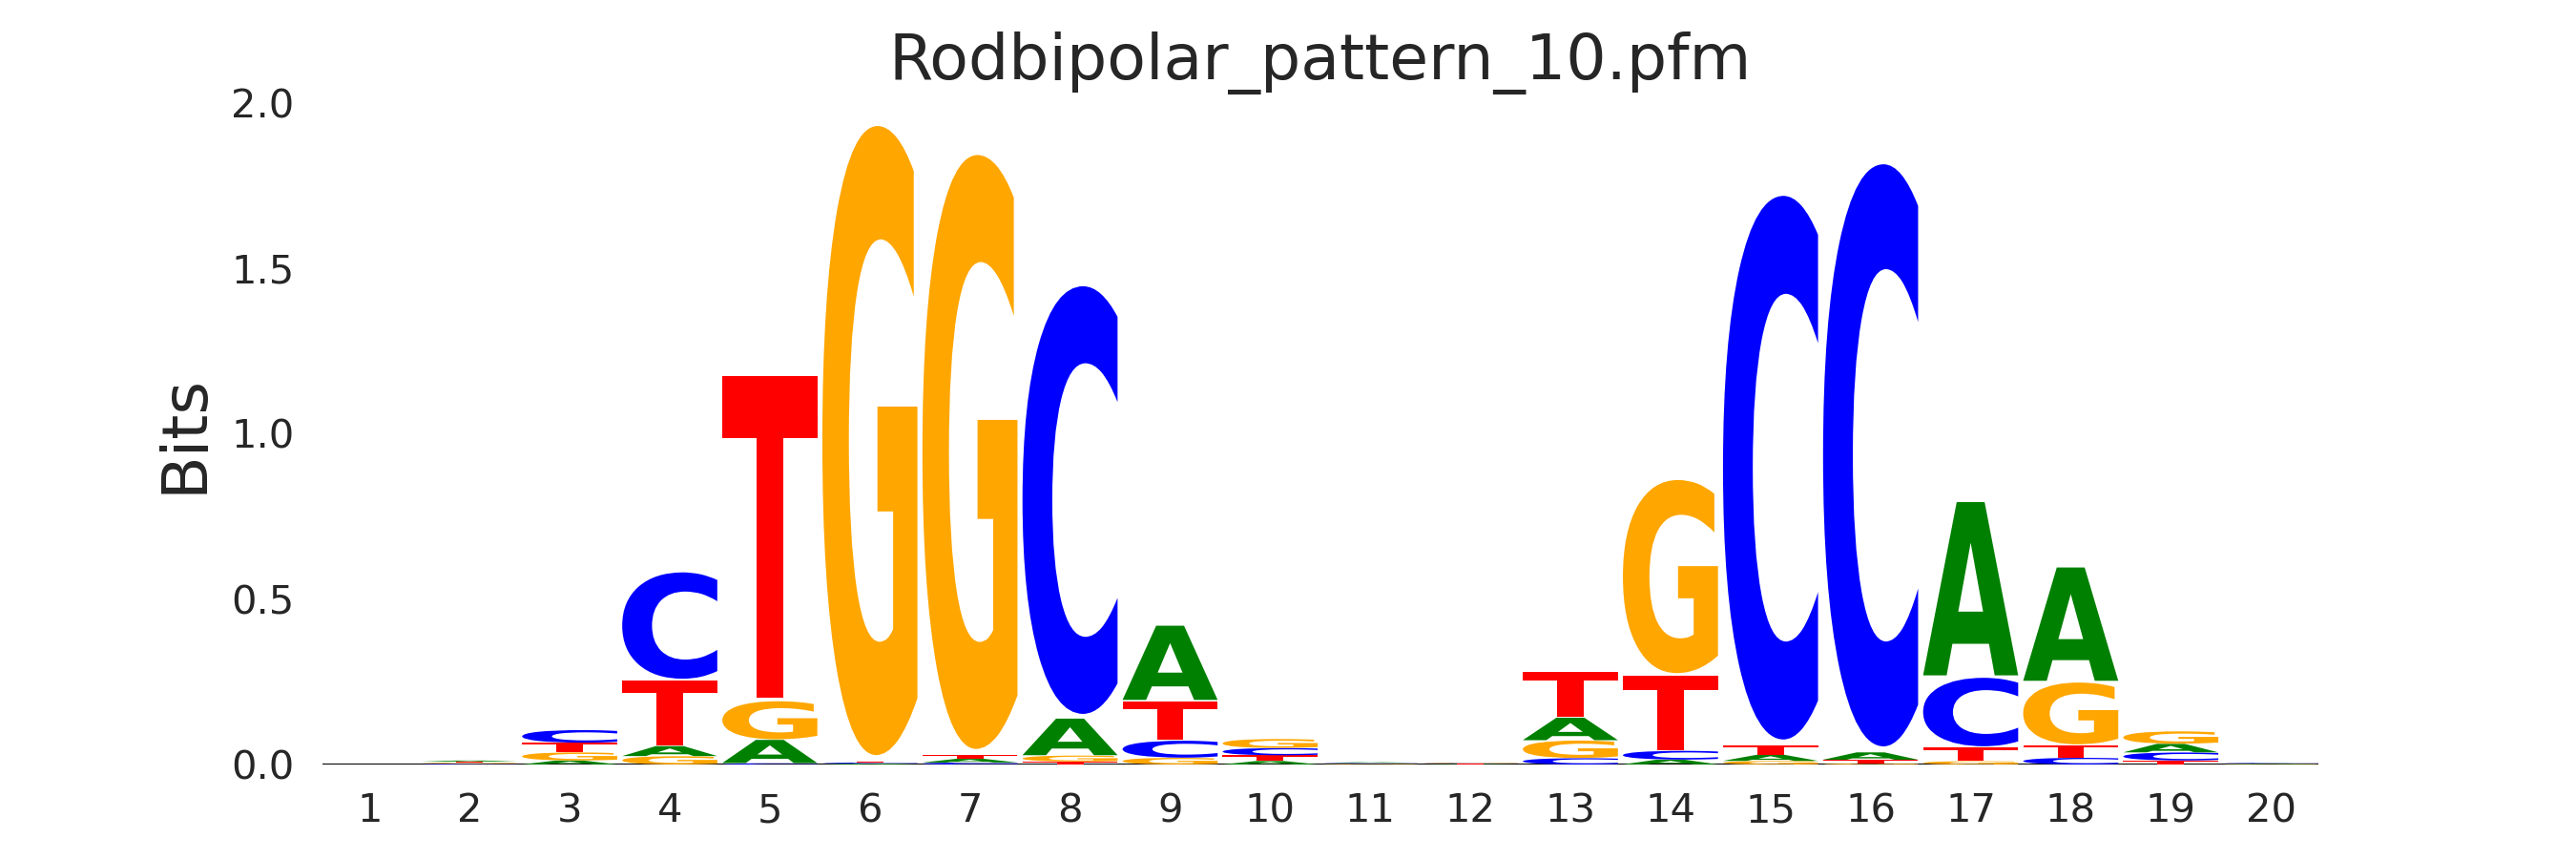 Rodbipolar_pattern_10.pfm
2.0
1.5
1.0
0.5
0.0
Bits
C T G A
C T A G
T G A
G
G T A
C A G T
A T C G
G C T A
T A G C
G T C A
C T A G
C A T
A C T G
A G T C
G A C T
1 2 3 4 5 6 7 8 9 10 11 12 13 14 15 16 17 18 19 20